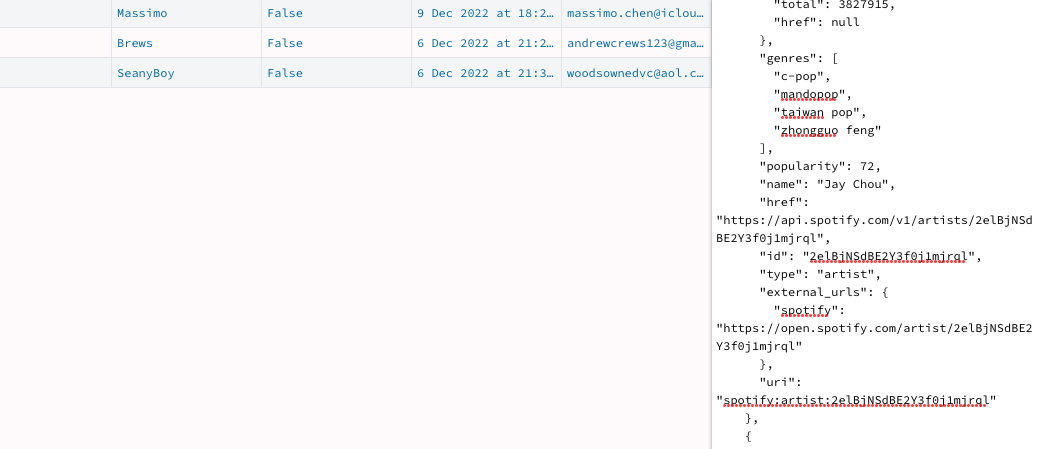 Massimo False 9 Dec 2022 at 18:2… massimo.chen@iclou…
Brews False 6 Dec 2022 at 21:2… andrewcrews123@gma…
SeanyBoy False 6 Dec 2022 at 21:3… woodsownedvc@aol.c…
"total": 3827915,
"href": null
},
"genres": [
"c-pop",
"mandopop",
"taiwan pop",
"zhongguo feng"
],
"popularity": 72,
"name": "Jay Chou",
"href":
"https://api.spotify.com/v1/artists/2elBjNSd
BE2Y3f0j1mjrql",
"id": "2elBjNSdBE2Y3f0j1mjrql",
"type": "artist",
"external_urls": {
"spotify":
"https://open.spotify.com/artist/2elBjNSdBE2
Y3f0j1mjrql"
},
"uri":
"spotify:artist:2elBjNSdBE2Y3f0j1mjrql"
},
{